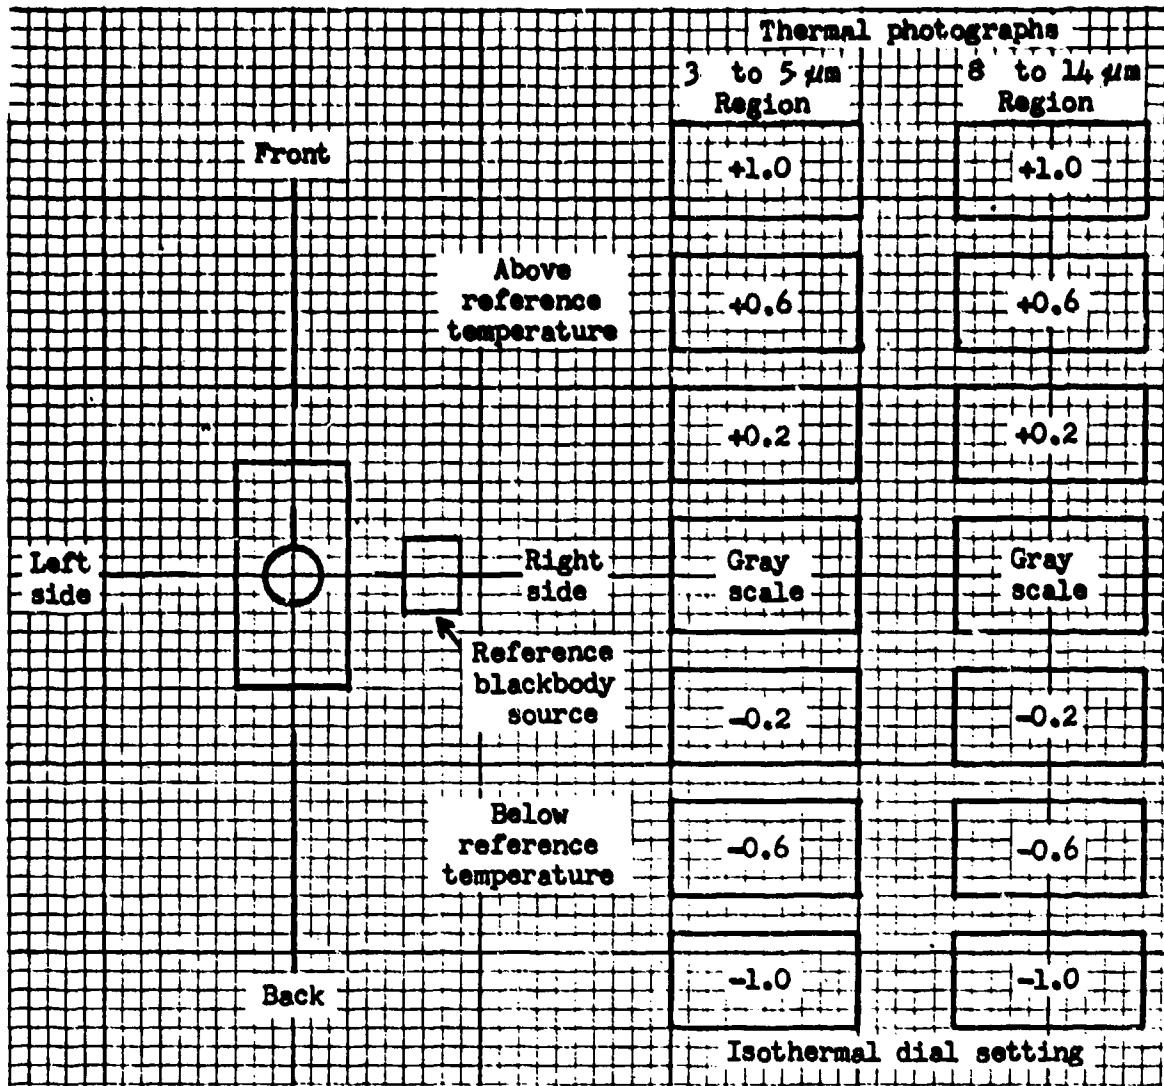 Thermal photographs
3 to 5 μm
Region
8 to 14 μm
Region
Front
+1.0
+1.0
Above
reference
temperature
+0.6
+0.6
+0.2
+0.2
Left
side
Right
side
Gray
scale
Gray
scale
Reference
blackbody
source
-0.2
-0.2
Below
reference
temperature
-0.6
-0.6
Back
-1.0
-1.0
Isothermal dial setting